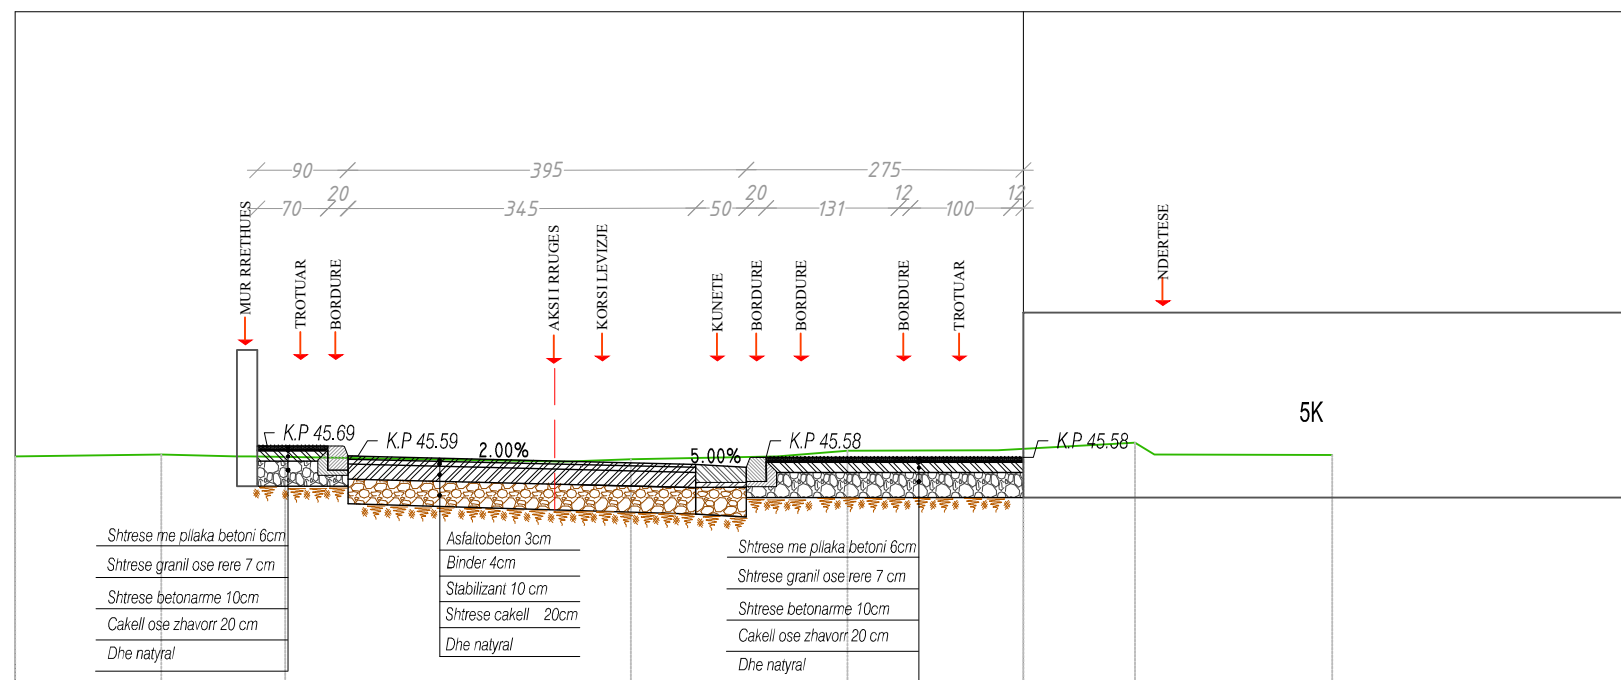 90
395
275
20
20
12
12
70
345
50
131
100
MUR RRETHUES
TROTUAR
BORDURE
AKSI I RRUGES
KORSI LEVIZJE
KUNETE
BORDURE
BORDURE
BORDURE
TROTUAR
NDERTESE
5K
K.P 45.69
K.P 45.59
2.00%
5.00%
K.P 45.58
K.P 45.58
Shtrese me pllaka betoni 6cm
Shtrese granil ose rere 7 cm
Shtrese betonarme 10cm
Cakell ose zhavorr 20 cm
Dhe natyral
Asfaltobeton 3cm
Binder 4cm
Stabilizant 10 cm
Shtrese cakell 20cm
Dhe natyral
Shtrese me pllaka betoni 6cm
Shtrese granil ose rere 7 cm
Shtrese betonarme 10cm
Cakell ose zhavorr 20 cm
Dhe natyral